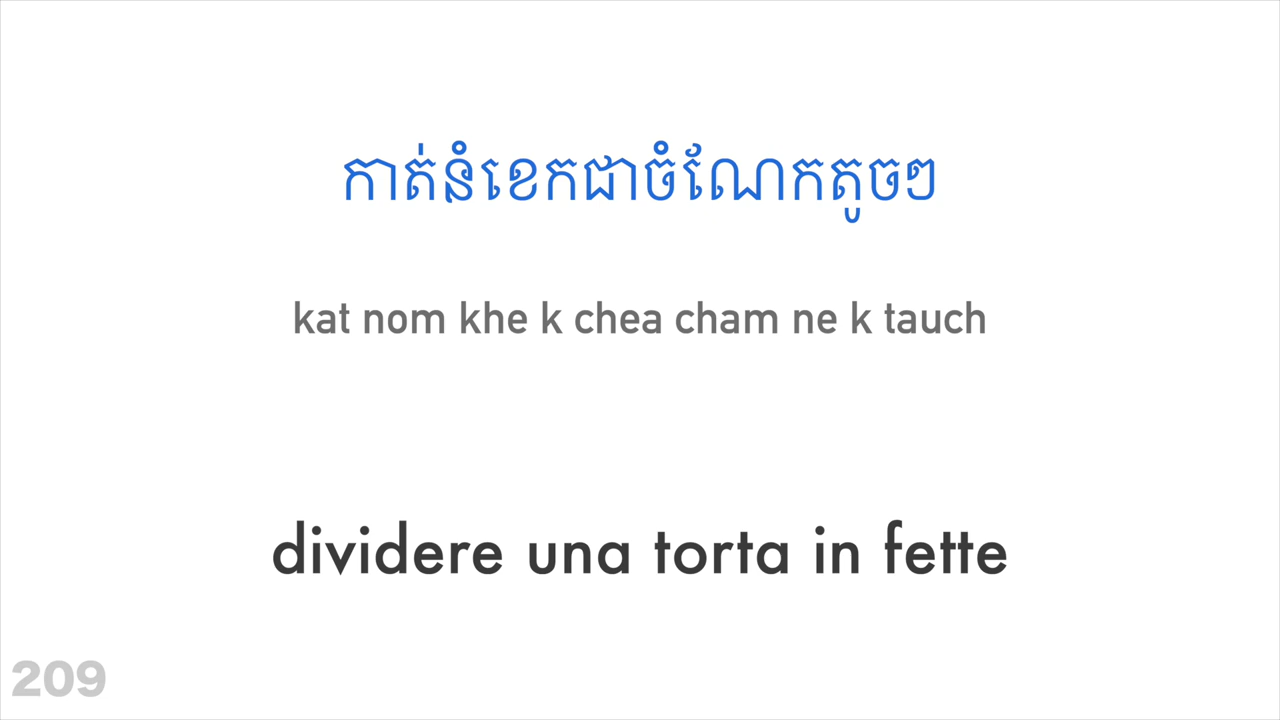 កាត់នំខេកជាចំណែកតូចៗ
kat nom khe k chea cham ne k tauch
dividere una torta in fette
209